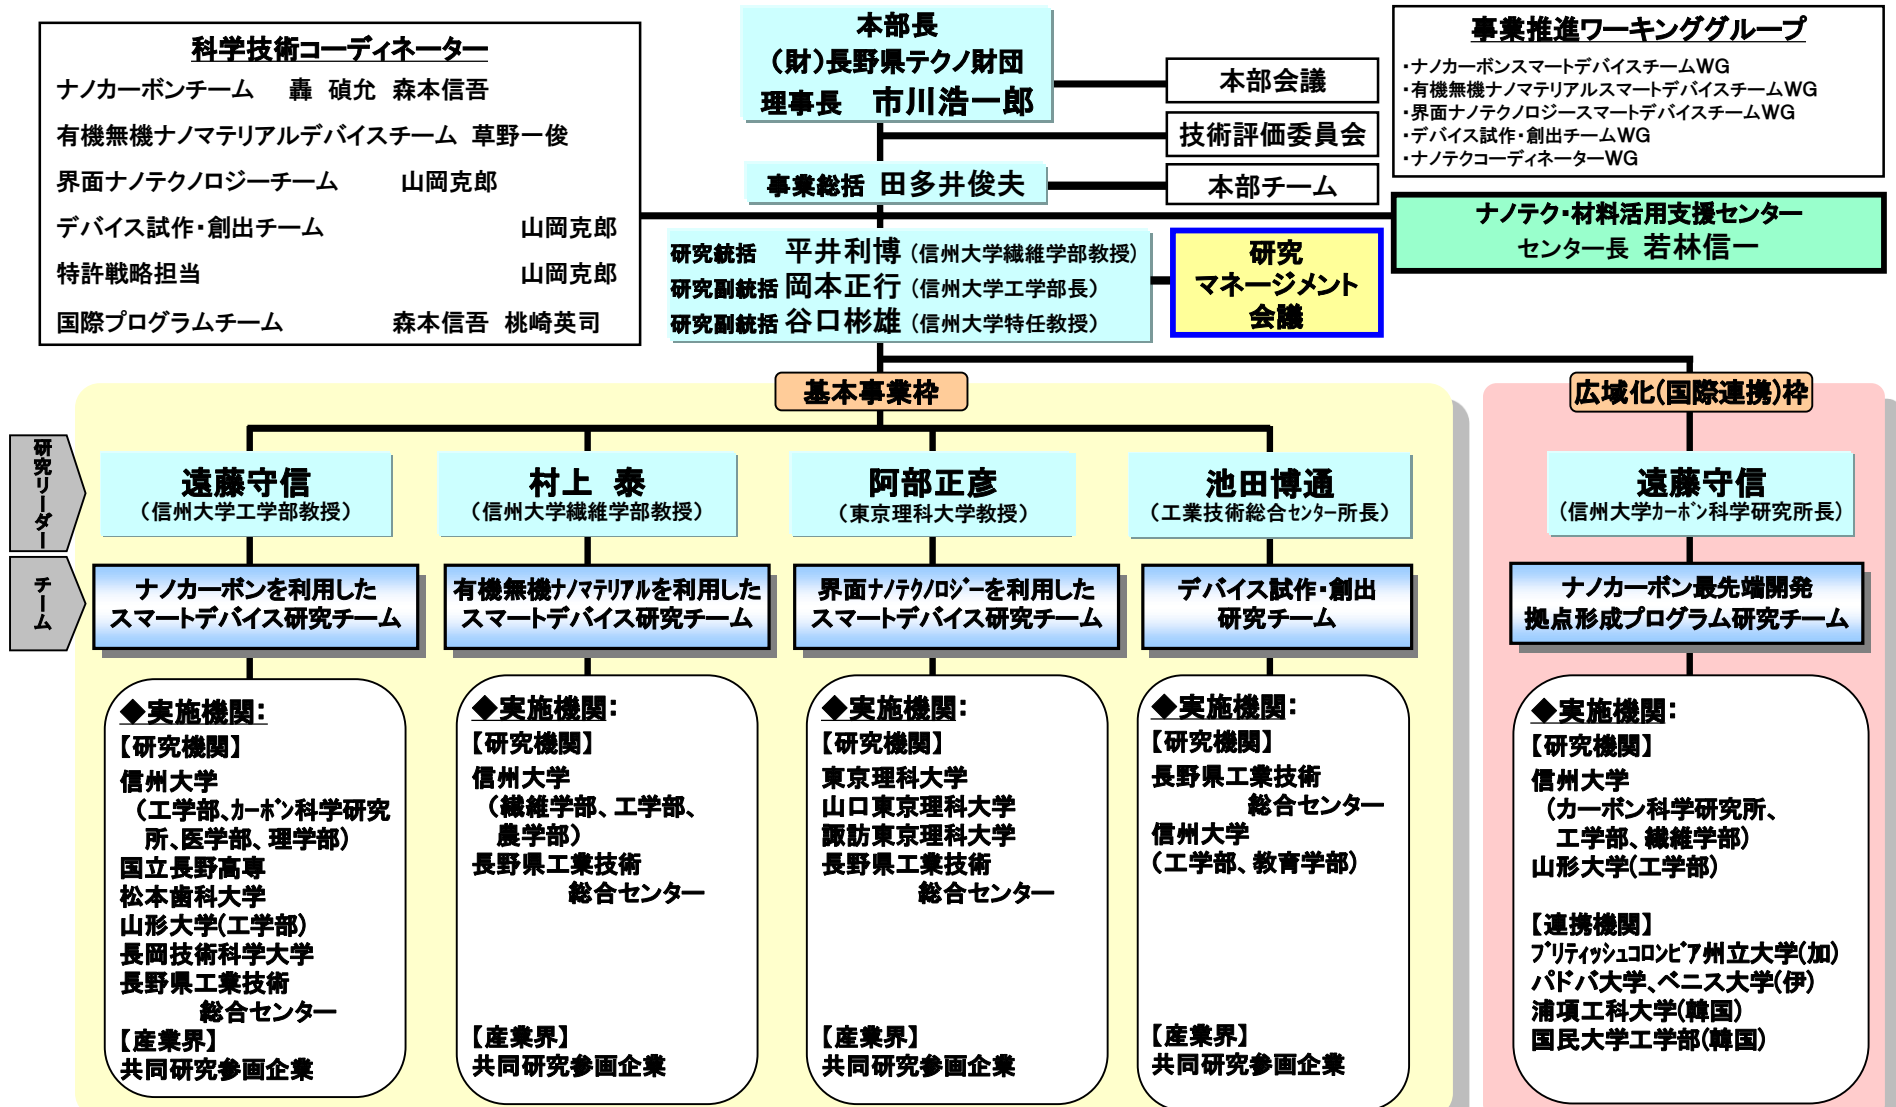 科学技術コーディネーター
ナノカーボンチーム 轟 禎允 森本信吾
有機無機ナノマテリアルデバイスチーム 草野一俊
界面ナノテクノロジーチーム 山岡克郎
デバイス試作・創出チーム 山岡克郎
特許戦略担当 山岡克郎
国際プログラムチーム 森本信吾 桃崎英司
本部長
（財）長野県テクノ財団
理事長 市川浩一郎
本部会議
技術評価委員会
事業総括 田多井俊夫
本部チーム
事業推進ワーキンググループ
・ナノカーボンスマートデバイスチームWG
・有機無機ナノマテリアルスマートデバイスチームWG
・界面ナノテクノロジースマートデバイスチームWG
・デバイス試作・創出チームWG
・ナノテクコーディネーターWG
ナノテク・材料活用支援センター
センター長 若林信一
研究統括 平井利博（信州大学繊維学部教授）
研究副統括 岡本正行（信州大学工学部長）
研究副統括 谷口彬雄（信州大学特任教授）
研究
マネージメント
会議
基本事業枠
広域化(国際連携)枠
研究リーダー
遠藤守信
（信州大学工学部教授）
村上 泰
（信州大学繊維学部教授）
阿部正彦
（東京理科大学教授）
池田博通
（工業技術総合ｾﾝﾀｰ所長）
遠藤守信
（信州大学ｶｰﾎﾞﾝ科学研究所長）
チーム
ナノカーボンを利用した
スマートデバイス研究チーム
有機無機ﾅﾉﾏﾃﾘｱﾙを利用した
スマートデバイス研究チーム
界面ﾅﾉﾃｸﾉﾛｼﾞｰを利用した
スマートデバイス研究チーム
デバイス試作・創出
研究チーム
ナノカーボン最先端開発
拠点形成プログラム研究チーム
◆実施機関：
【研究機関】
信州大学
（工学部、ｶｰﾎﾞﾝ科学研究
所、医学部、理学部）
国立長野高専
松本歯科大学
山形大学(工学部)
長岡技術科学大学
長野県工業技術
総合センター
【産業界】
共同研究参画企業
◆実施機関：
【研究機関】
信州大学
（繊維学部、工学部、
農学部）
長野県工業技術
総合センター
【産業界】
共同研究参画企業
◆実施機関：
【研究機関】
東京理科大学
山口東京理科大学
諏訪東京理科大学
長野県工業技術
総合センター
【産業界】
共同研究参画企業
◆実施機関：
【研究機関】
長野県工業技術
総合センター
信州大学
（工学部、教育学部）
【産業界】
共同研究参画企業
◆実施機関：
【研究機関】
信州大学
（カーボン科学研究所、
工学部、繊維学部）
山形大学(工学部)
【連携機関】
ﾌﾞﾘﾃｨｯｼｭｺﾛﾝﾋﾞｱ州立大学(加)
パドバ大学、ベニス大学(伊)
浦項工科大学(韓国)
国民大学工学部(韓国)